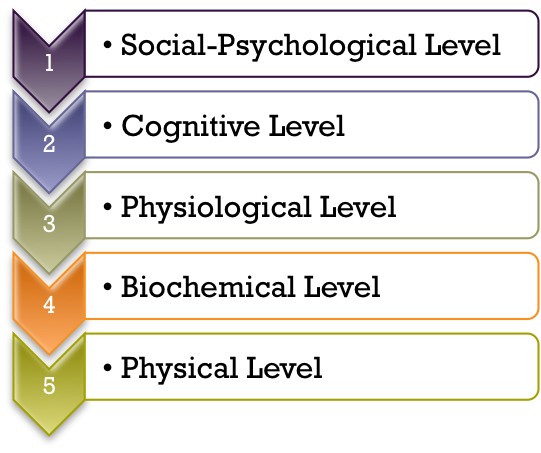 1 • Social-Psychological Level
2 • Cognitive Level
3 • Physiological Level
4 • Biochemical Level
5 • Physical Level